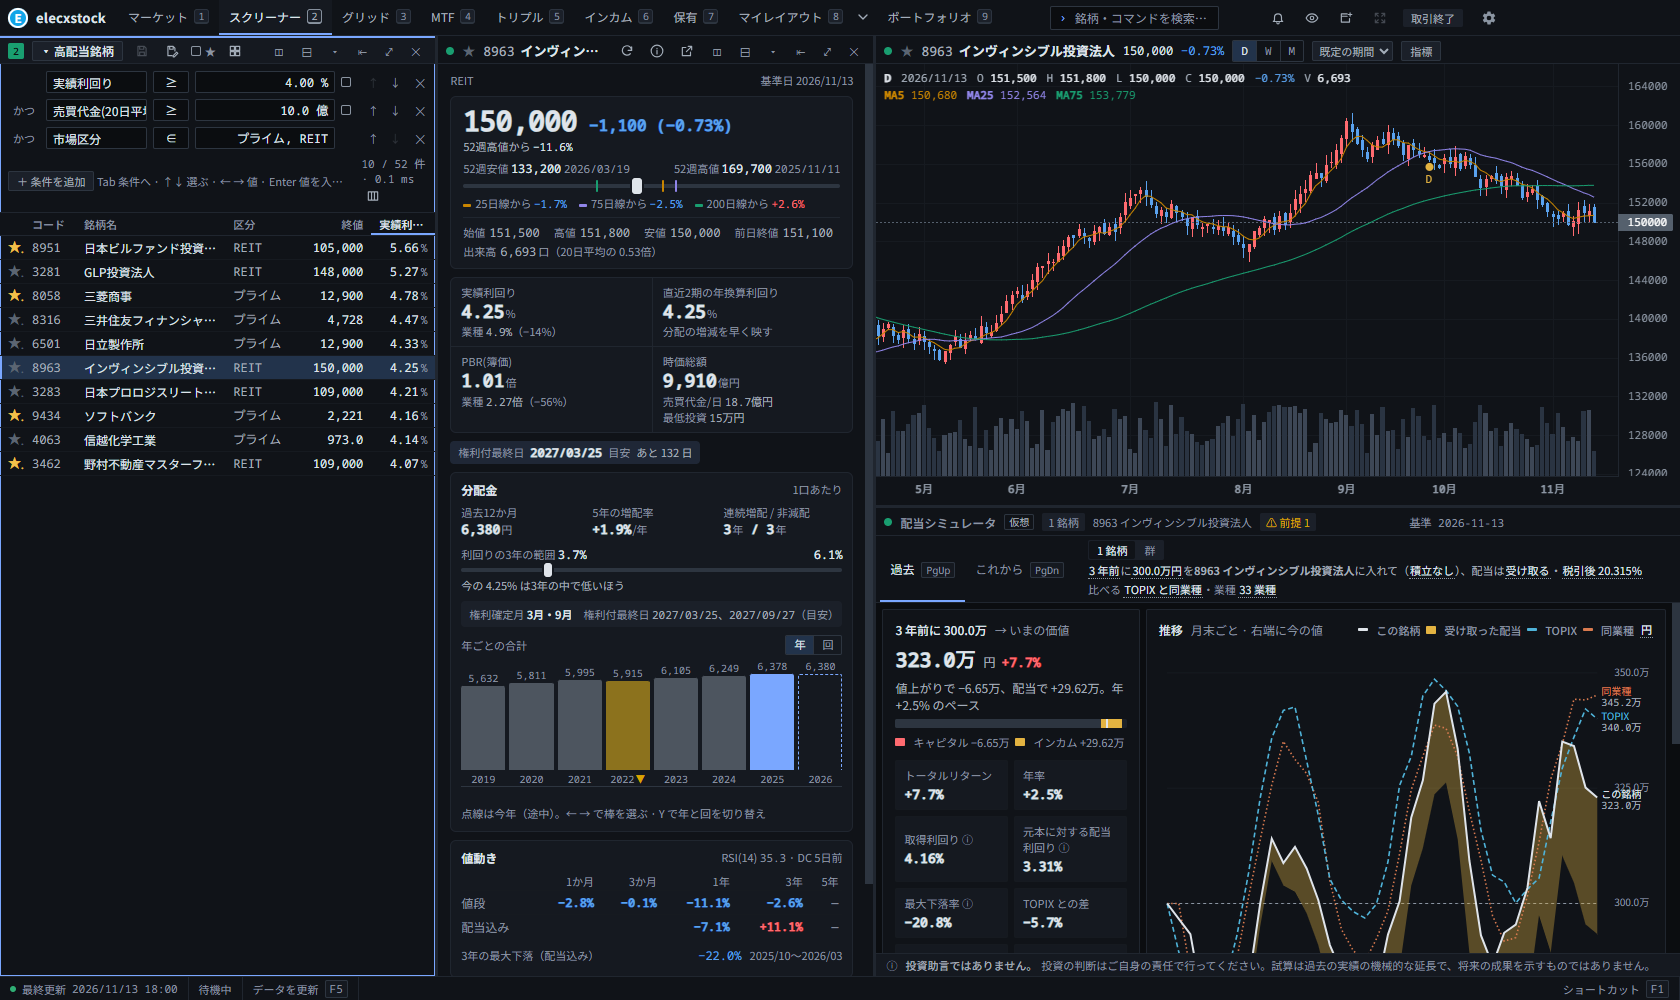 elecxstock
マーケット 1 スクリーナー 2 グリッド 3 MTF 4 トリプル 5 インカム 6 保有 7 マイレイアウト 8 ポートフォリオ 9
› 銘柄・コマンドを検索…
取引終了
2 高配当銘柄
実績利回り ≥ 4.00 %
かつ 売買代金(20日平均 ≥ 10.0 億
かつ 市場区分 ∈ プライム, REIT
＋ 条件を追加 Tab 条件へ · ↑ ↓ 選ぶ · ← → 値 · Enter 値を入…
10 / 52 件 · 0.1 ms
コード 銘柄名 区分 終値 実績利…
8951 日本ビルファンド投資… REIT 105,000 5.66%
3281 GLP投資法人 REIT 148,000 5.27%
8058 三菱商事 プライム 12,900 4.78%
8316 三井住友フィナンシャ… プライム 4,728 4.47%
6501 日立製作所 プライム 12,900 4.33%
8963 インヴィンシブル投資… REIT 150,000 4.25%
3283 日本プロロジスリート… REIT 109,000 4.21%
9434 ソフトバンク プライム 2,221 4.16%
4063 信越化学工業 プライム 973.0 4.14%
3462 野村不動産マスターフ… REIT 109,000 4.07%
8963 インヴィン…
REIT 基準日 2026/11/13
150,000 −1,100 (−0.73%)
52週高値から −11.6%
52週安値 133,200 2026/03/19 52週高値 169,700 2025/11/11
25日線から −1.7% 75日線から −2.5% 200日線から +2.6%
始値 151,500 高値 151,800 安値 150,000 前日終値 151,100
出来高 6,693 口（20日平均の 0.53倍）
実績利回り
4.25%
業種 4.9%（−14%）
直近2期の年換算利回り
4.25%
分配の増減を早く映す
PBR(簿価)
1.01倍
業種 2.27倍（−56%）
時価総額
9,910億円
売買代金/日 18.7億円
最低投資 15万円
権利付最終日 2027/03/25 目安 あと 132 日
分配金 1口あたり
過去12か月 5年の増配率 連続増配 / 非減配
6,380円 +1.9%/年 3年 / 3年
利回りの3年の範囲 3.7% 6.1%
今の 4.25% は3年の中で低いほう
権利確定月 3月・9月 権利付最終日 2027/03/25、2027/09/27（目安）
年ごとの合計 年 回
5,632 5,811 5,995 5,915 6,105 6,249 6,378 6,380
2019 2020 2021 2022▼ 2023 2024 2025 2026
点線は今年（途中）。← → で棒を選ぶ · Y で年と回を切り替え
値動き RSI(14) 35.3 · DC 5日前
1か月 3か月 1年 3年 5年
値段 −2.8% −0.1% −11.1% −2.6% —
配当込み −7.1% +11.1% —
3年の最大下落（配当込み） −22.0% 2025/10〜2026/03
8963 インヴィンシブル投資法人 150,000 −0.73% D W M 既定の期間 指標
D 2026/11/13 O 151,500 H 151,800 L 150,000 C 150,000 −0.73% V 6,693
MA5 150,680 MA25 152,564 MA75 153,779
164000
160000
156000
152000
150000
148000
144000
140000
136000
132000
128000
124000
D
5月 6月 7月 8月 9月 10月 11月
配当シミュレータ 仮想 1 銘柄 8963 インヴィンシブル投資法人 ⚠ 前提 1 基準 2026-11-13
過去 PgUp これから PgDn
1 銘柄 群
3 年前に300.0万円を8963 インヴィンシブル投資法人に入れて（積立なし）、配当は受け取る・税引後 20.315%
比べる TOPIX と同業種・業種 33 業種
3 年前に 300.0万 → いまの価値
323.0万 円 +7.7%
値上がりで −6.65万、配当で +29.62万。年
+2.5% のペース
キャピタル −6.65万 インカム +29.62万
トータルリターン
+7.7%
年率
+2.5%
取得利回り ⓘ
4.16%
元本に対する配当
利回り ⓘ
3.31%
最大下落率 ⓘ
−20.8%
TOPIX との差
−5.7%
推移 月末ごと · 右端に今の値 この銘柄 受け取った配当 TOPIX 同業種 円
350.0万
同業種
345.2万
TOPIX
340.0万
325.0万
この銘柄
323.0万
300.0万
ⓘ 投資助言ではありません。 投資の判断はご自身の責任で行ってください。試算は過去の実績の機械的な延長で、将来の成果を示すものではありません。
最終更新 2026/11/13 18:00 待機中 データを更新 F5 ショートカット F1